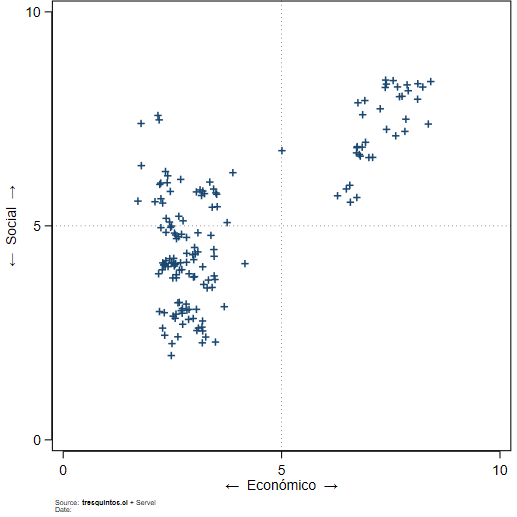 10
5
0
← Social →
0
5
10
← Económico →
Source: tresquintos.cl + Servel
Date: